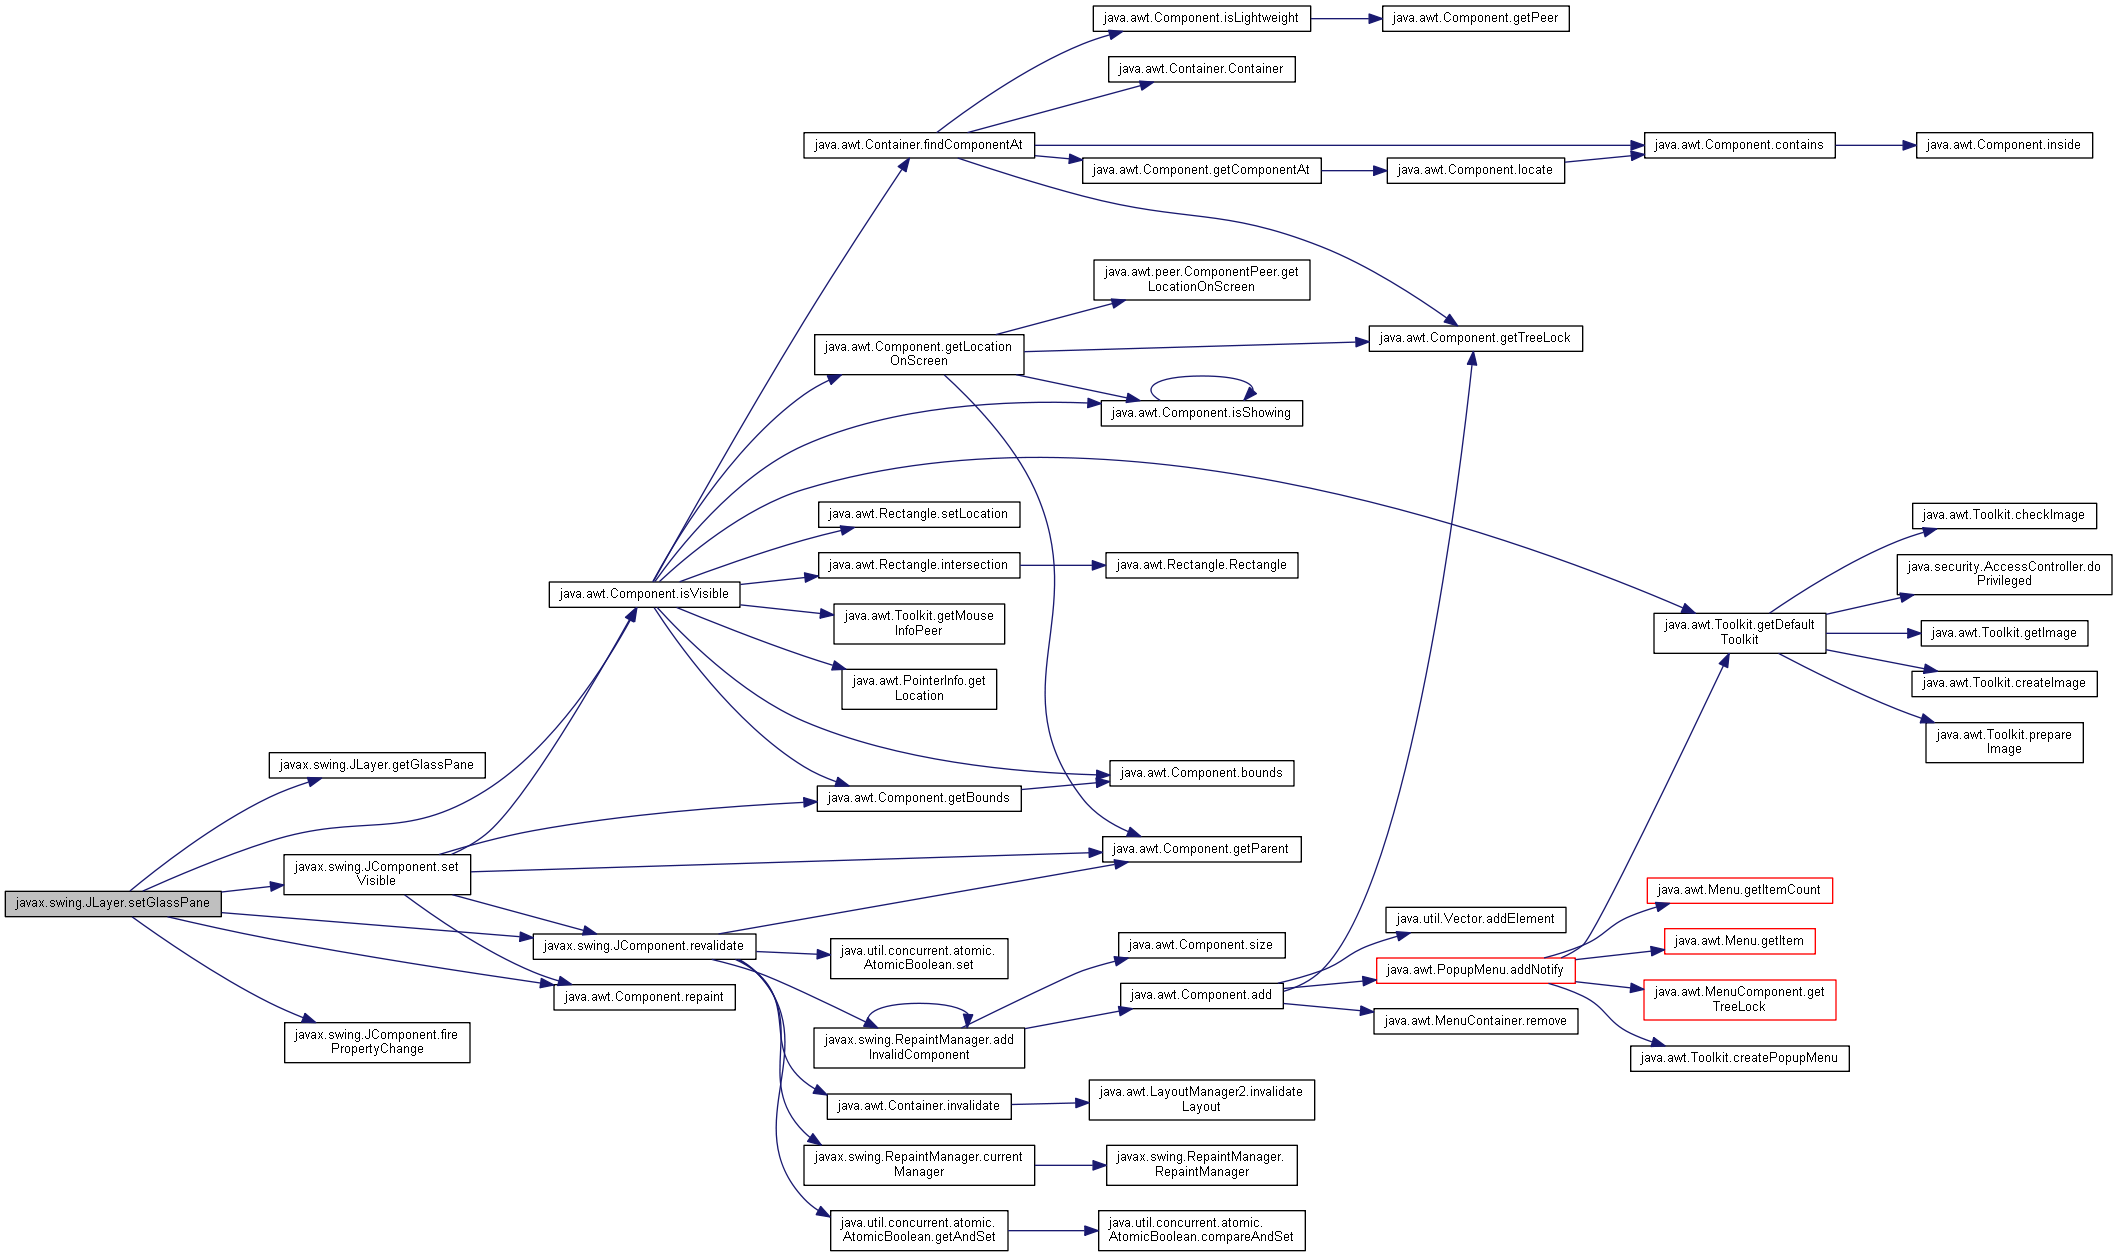 java.awt.Component.isLightweight
java.awt.Component.getPeer
java.awt.Container.Container
java.awt.Container.findComponentAt
java.awt.Component.contains
java.awt.Component.inside
java.awt.Component.getComponentAt
java.awt.Component.locate
java.awt.peer.ComponentPeer.get
LocationOnScreen
java.awt.Component.getLocation
OnScreen
java.awt.Component.getTreeLock
java.awt.Component.isShowing
java.awt.Rectangle.setLocation
java.awt.Toolkit.checkImage
java.awt.Rectangle.intersection
java.awt.Rectangle.Rectangle
java.security.AccessController.do
Privileged
java.awt.Component.isVisible
java.awt.Toolkit.getMouse
InfoPeer
java.awt.Toolkit.getDefault
Toolkit
java.awt.Toolkit.getImage
java.awt.PointerInfo.get
Location
java.awt.Toolkit.createImage
java.awt.Toolkit.prepare
Image
javax.swing.JLayer.getGlassPane
java.awt.Component.bounds
java.awt.Component.getBounds
java.awt.Component.getParent
javax.swing.JComponent.set
Visible
javax.swing.JLayer.setGlassPane
java.awt.Menu.getItemCount
java.util.Vector.addElement
java.awt.Menu.getItem
javax.swing.JComponent.revalidate
java.awt.Component.size
java.util.concurrent.atomic.
AtomicBoolean.set
java.awt.PopupMenu.addNotify
java.awt.Component.repaint
java.awt.Component.add
java.awt.MenuComponent.get
TreeLock
java.awt.MenuContainer.remove
javax.swing.JComponent.fire
PropertyChange
javax.swing.RepaintManager.add
InvalidComponent
java.awt.Toolkit.createPopupMenu
java.awt.Container.invalidate
java.awt.LayoutManager2.invalidate
Layout
javax.swing.RepaintManager.current
Manager
javax.swing.RepaintManager.
RepaintManager
java.util.concurrent.atomic.
AtomicBoolean.getAndSet
java.util.concurrent.atomic.
AtomicBoolean.compareAndSet